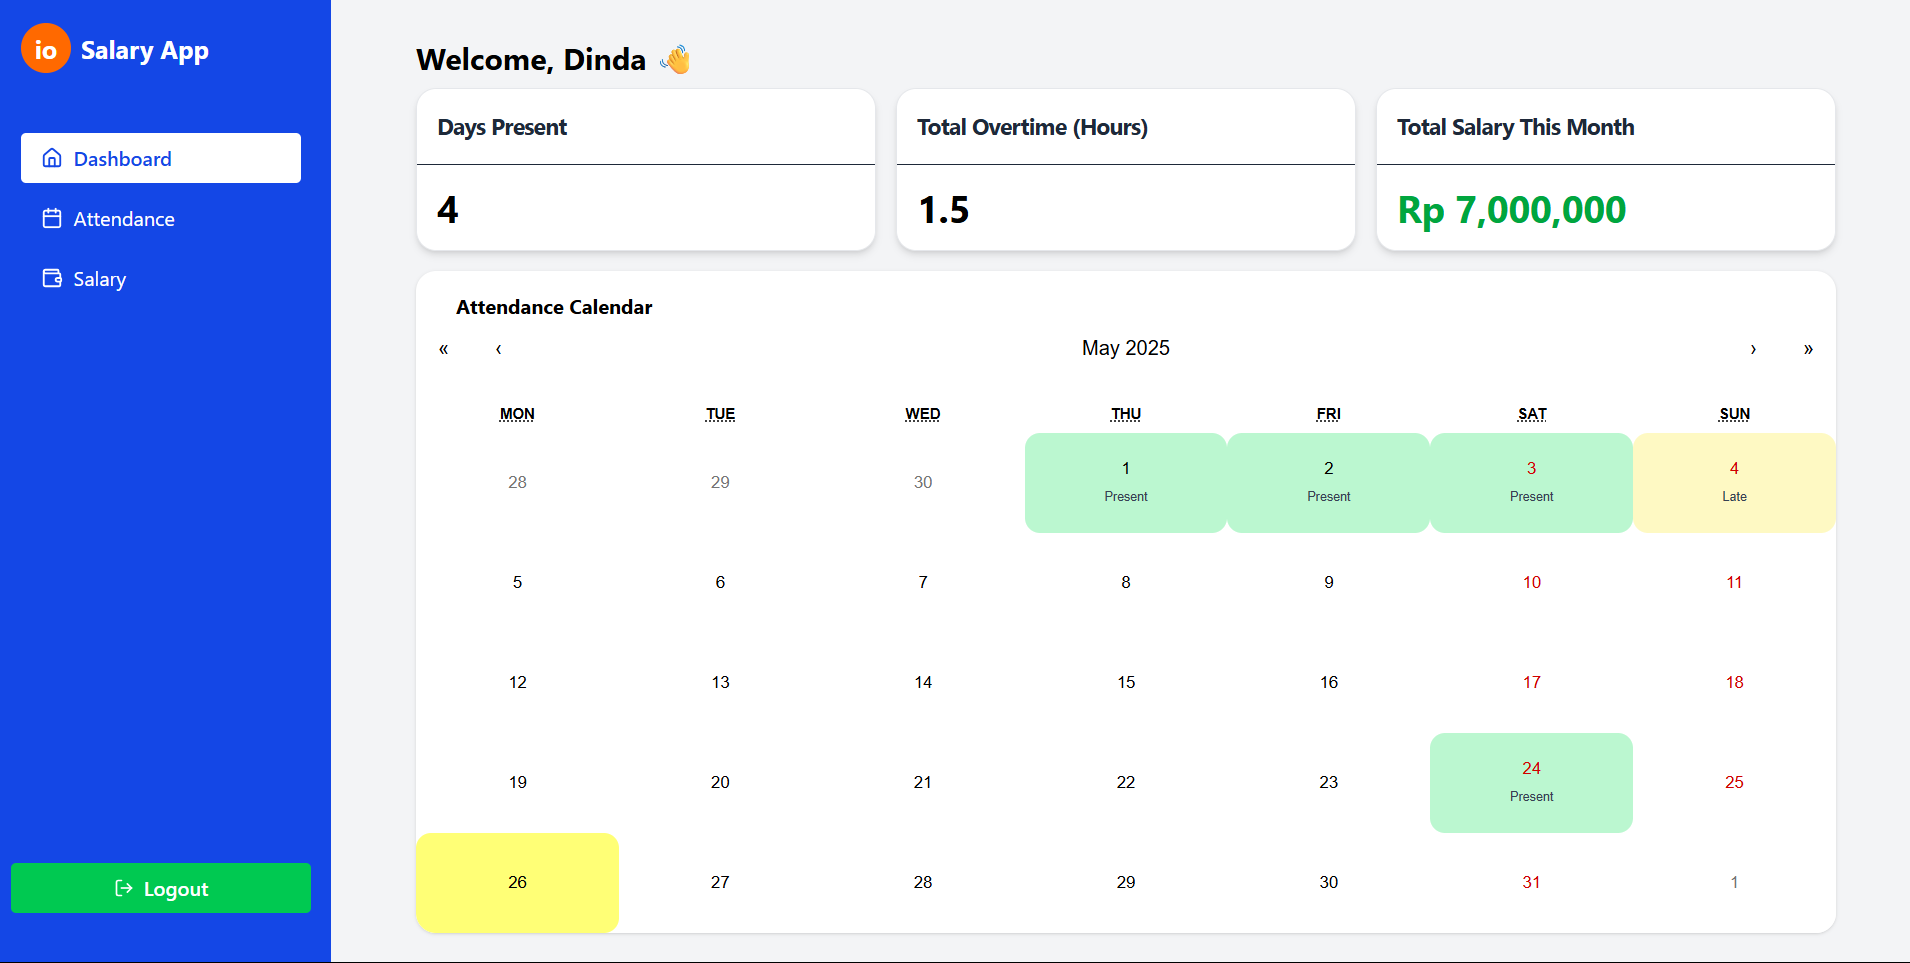 io Salary App
Dashboard
Attendance
Salary
Logout
Welcome, Dinda 👋
Days Present
4
Total Overtime (Hours)
1.5
Total Salary This Month
Rp 7,000,000
Attendance Calendar
« ‹ May 2025 › »
MON TUE WED THU FRI SAT SUN
28 29 30 1 2 3 4
Present Present Present Late
5 6 7 8 9 10 11
12 13 14 15 16 17 18
19 20 21 22 23 24 25
Present
26 27 28 29 30 31 1